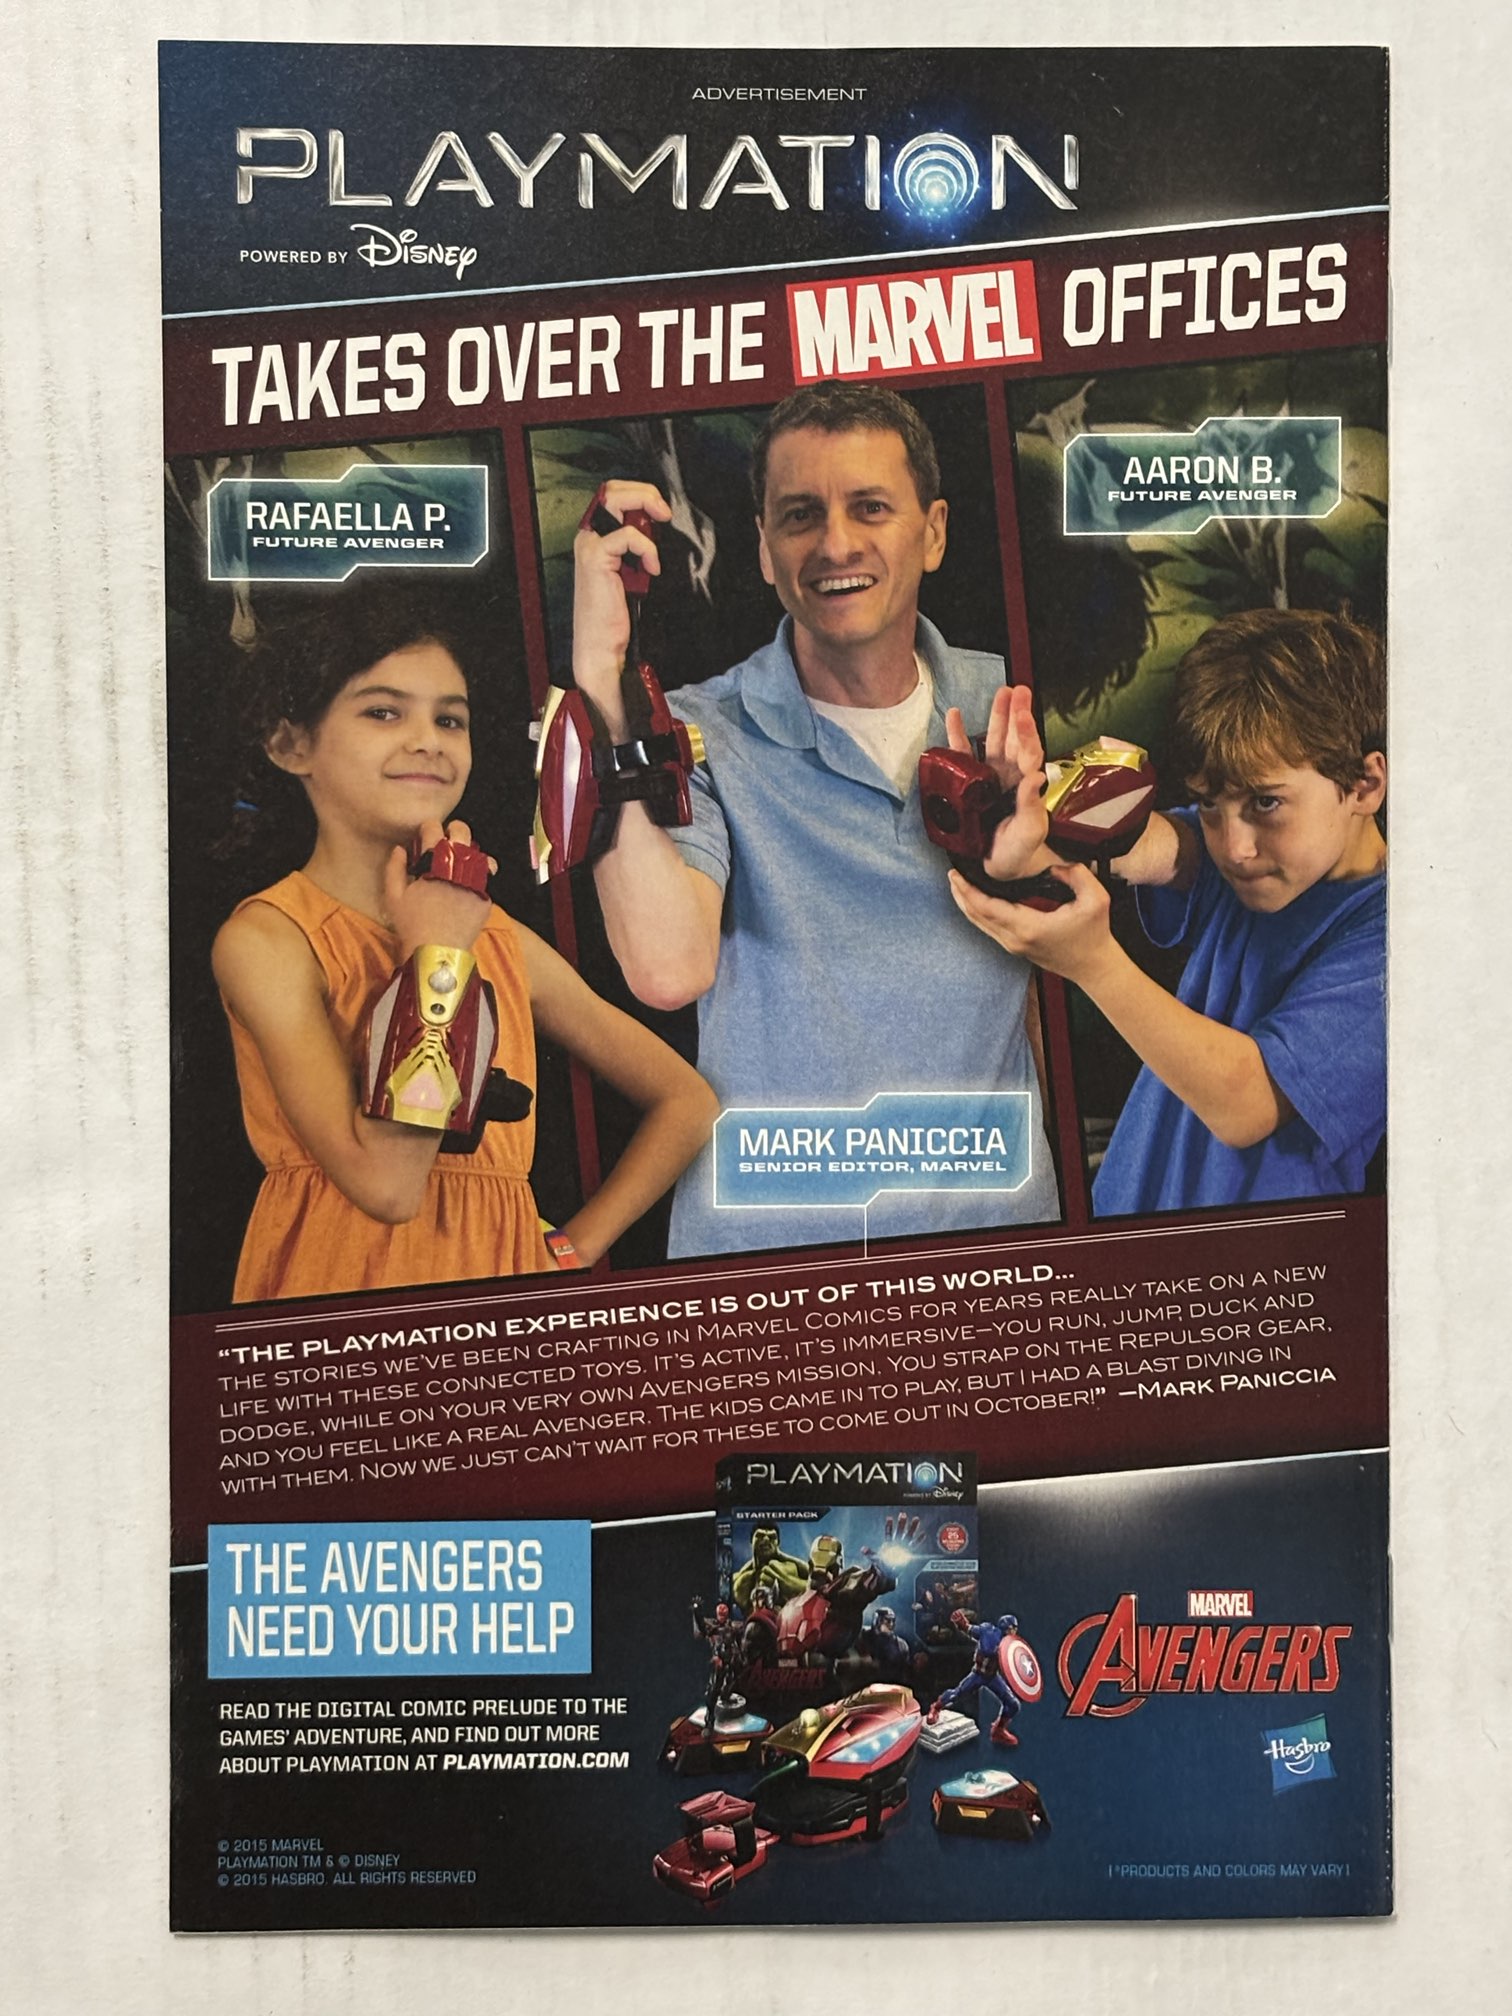 ADVERTISEMENT
PLAYMATION
POWERED BY Disney
TAKES OVER THE MARVEL OFFICES
RAFAELLA P.
FUTURE AVENGER
AARON B.
FUTURE AVENGER
MARK PANICCIA
SENIOR EDITOR, MARVEL
“THE PLAYMATION EXPERIENCE IS OUT OF THIS WORLD...
THE STORIES WE’VE BEEN CRAFTING IN MARVEL COMICS FOR YEARS REALLY TAKE ON A NEW
LIFE WITH THESE CONNECTED TOYS. IT’S ACTIVE, IT’S IMMERSIVE—YOU RUN, JUMP, DUCK AND
DODGE, WHILE ON YOUR VERY OWN AVENGERS MISSION. YOU STRAP ON THE REPULSOR GEAR,
AND YOU FEEL LIKE A REAL AVENGER. THE KIDS CAME IN TO PLAY, BUT I HAD A BLAST DIVING IN
WITH THEM. NOW WE JUST CAN’T WAIT FOR THESE TO COME OUT IN OCTOBER!” —MARK PANICCIA
PLAYMATION
POWERED BY Disney
STARTER PACK
AVENGERS
THE AVENGERS
NEED YOUR HELP
READ THE DIGITAL COMIC PRELUDE TO THE
GAMES’ ADVENTURE, AND FIND OUT MORE
ABOUT PLAYMATION AT PLAYMATION.COM
MARVEL
AVENGERS
Hasbro
© 2015 MARVEL
PLAYMATION TM & © DISNEY
© 2015 HASBRO. ALL RIGHTS RESERVED
[*PRODUCTS AND COLORS MAY VARY]